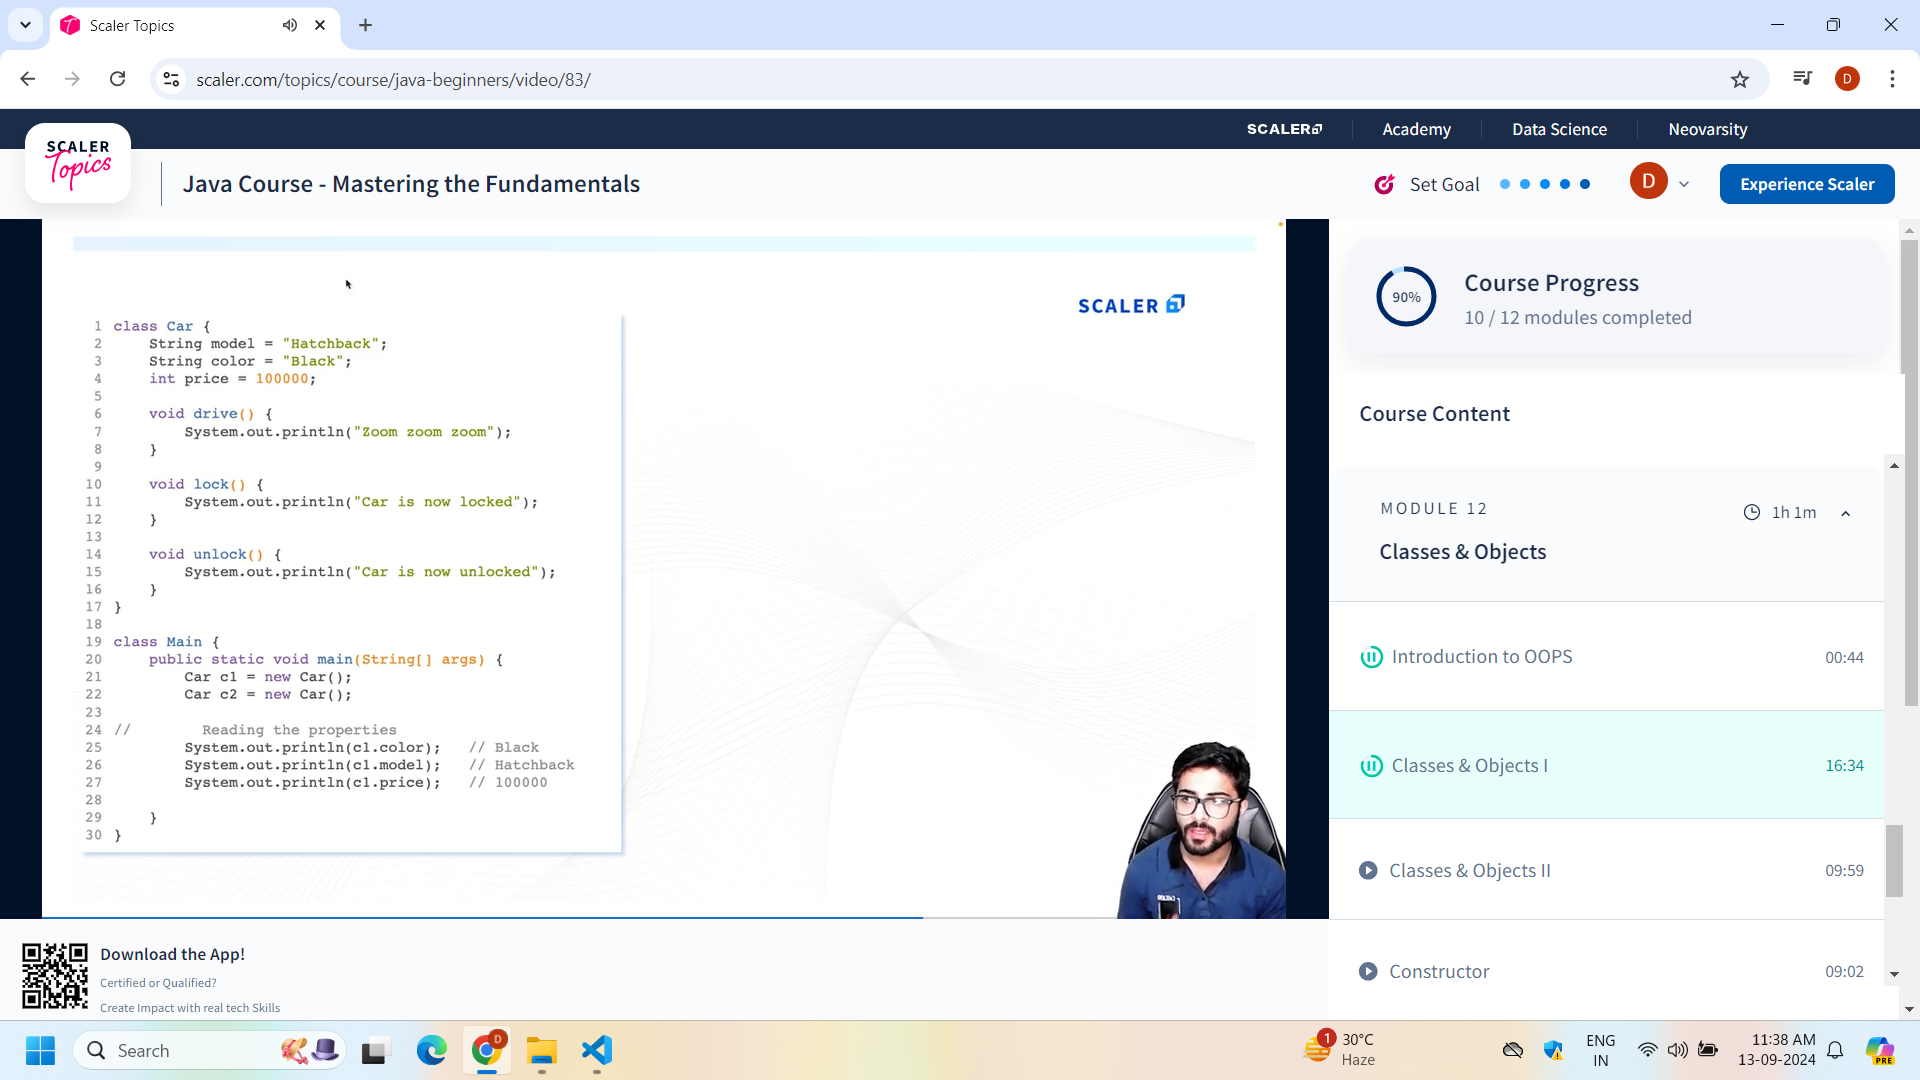 Scaler Topics
scaler.com/topics/course/java-beginners/video/83/
D
SCALER
Academy
Data Science
Neovarsity
SCALER
Topics
Java Course - Mastering the Fundamentals
Set Goal
D
Experience Scaler
SCALER
1 class Car {
2 String model = "Hatchback";
3 String color = "Black";
4 int price = 100000;
5
6 void drive() {
7 System.out.println("Zoom zoom zoom");
8 }
9
10 void lock() {
11 System.out.println("Car is now locked");
12 }
13
14 void unlock() {
15 System.out.println("Car is now unlocked");
16 }
17 }
18
19 class Main {
20 public static void main(String[] args) {
21 Car c1 = new Car();
22 Car c2 = new Car();
23
24 // Reading the properties
25 System.out.println(c1.color); // Black
26 System.out.println(c1.model); // Hatchback
27 System.out.println(c1.price); // 100000
28
29 }
30 }
90%
Course Progress
10 / 12 modules completed
Course Content
MODULE 12
1h 1m
Classes & Objects
Introduction to OOPS 00:44
Classes & Objects I 16:34
Classes & Objects II 09:59
Constructor 09:02
Download the App!
Certified or Qualified?
Create Impact with real tech Skills
Search
D
1
30°C
Haze
ENG
IN
11:38 AM
13-09-2024
PRE